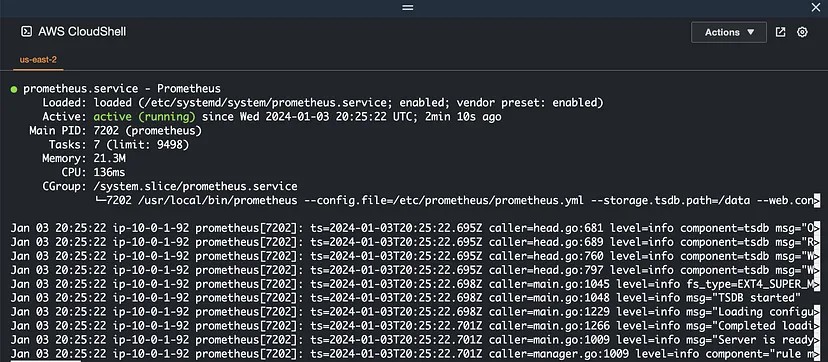 AWS CloudShell
Actions
us-east-2
prometheus.service - Prometheus
Loaded: loaded (/etc/systemd/system/prometheus.service; enabled; vendor preset: enabled)
Active: active (running) since Wed 2024-01-03 20:25:22 UTC; 2min 10s ago
Main PID: 7202 (prometheus)
Tasks: 7 (limit: 9498)
Memory: 21.3M
CPU: 136ms
CGroup: /system.slice/prometheus.service
└─7202 /usr/local/bin/prometheus --config.file=/etc/prometheus/prometheus.yml --storage.tsdb.path=/data --web.con>
Jan 03 20:25:22 ip-10-0-1-92 prometheus[7202]: ts=2024-01-03T20:25:22.695Z caller=head.go:681 level=info component=tsdb msg="O>
Jan 03 20:25:22 ip-10-0-1-92 prometheus[7202]: ts=2024-01-03T20:25:22.695Z caller=head.go:689 level=info component=tsdb msg="R>
Jan 03 20:25:22 ip-10-0-1-92 prometheus[7202]: ts=2024-01-03T20:25:22.695Z caller=head.go:760 level=info component=tsdb msg="W>
Jan 03 20:25:22 ip-10-0-1-92 prometheus[7202]: ts=2024-01-03T20:25:22.695Z caller=head.go:797 level=info component=tsdb msg="W>
Jan 03 20:25:22 ip-10-0-1-92 prometheus[7202]: ts=2024-01-03T20:25:22.698Z caller=main.go:1045 level=info fs_type=EXT4_SUPER_M>
Jan 03 20:25:22 ip-10-0-1-92 prometheus[7202]: ts=2024-01-03T20:25:22.698Z caller=main.go:1048 level=info msg="TSDB started"
Jan 03 20:25:22 ip-10-0-1-92 prometheus[7202]: ts=2024-01-03T20:25:22.698Z caller=main.go:1229 level=info msg="Loading configu>
Jan 03 20:25:22 ip-10-0-1-92 prometheus[7202]: ts=2024-01-03T20:25:22.701Z caller=main.go:1266 level=info msg="Completed loadi>
Jan 03 20:25:22 ip-10-0-1-92 prometheus[7202]: ts=2024-01-03T20:25:22.701Z caller=main.go:1009 level=info msg="Server is ready>
Jan 03 20:25:22 ip-10-0-1-92 prometheus[7202]: ts=2024-01-03T20:25:22.701Z caller=manager.go:1009 level=info component="rule m>